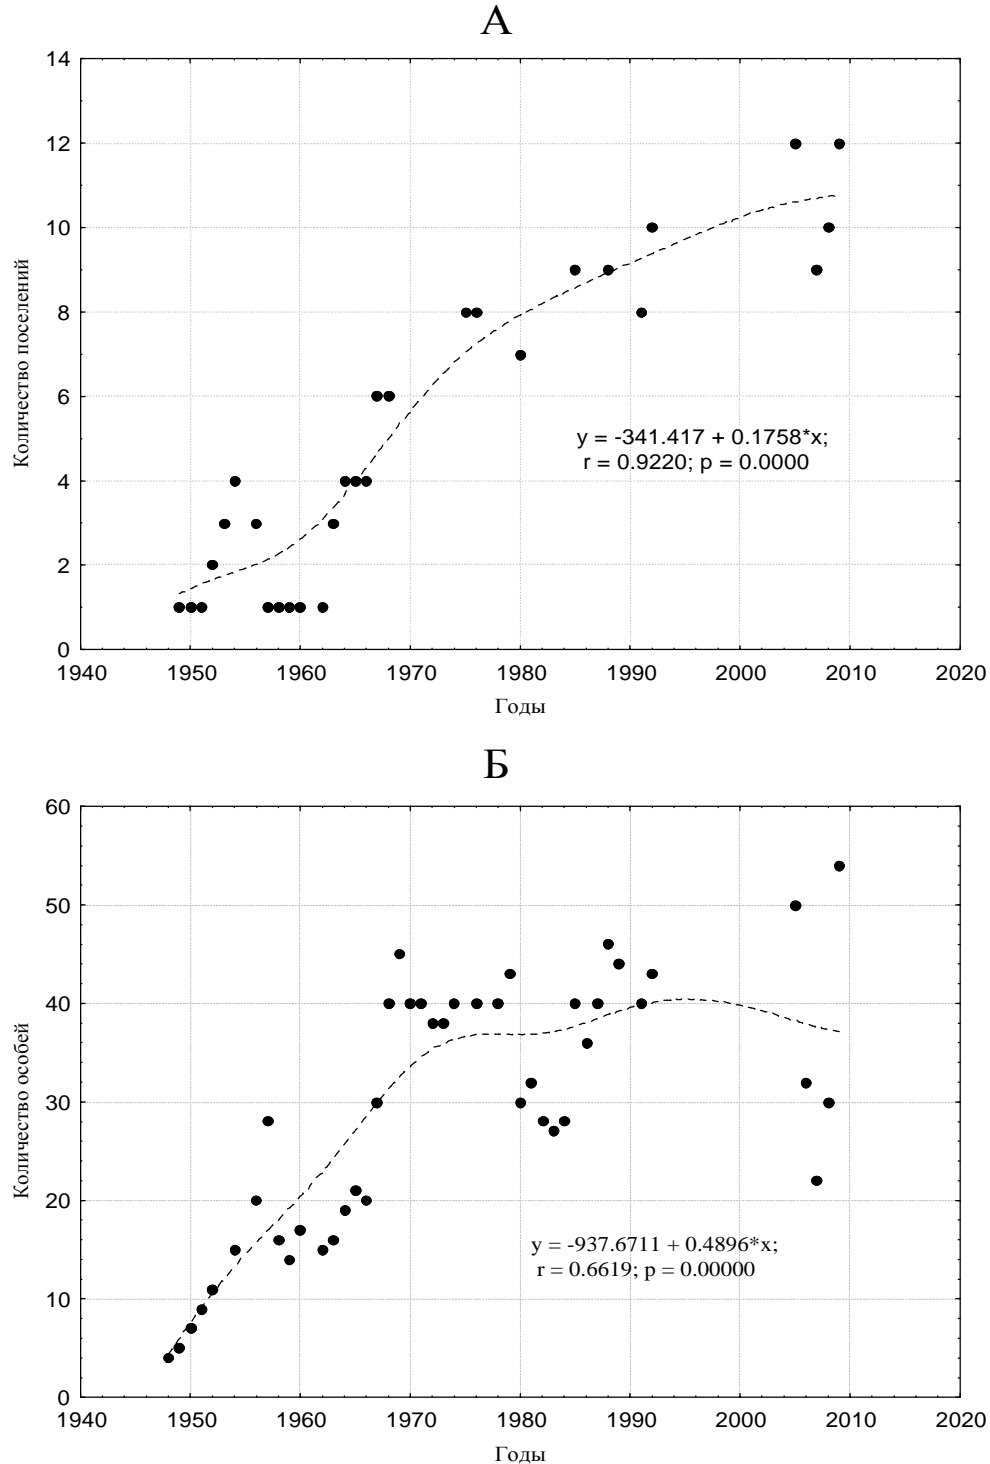 А
14
12
10
8
6
4
2
0
Количество поселений
y = -341.417 + 0.1758*x;
r = 0.9220; p = 0.0000
1940 1950 1960 1970 1980 1990 2000 2010 2020
Годы
Б
60
50
40
30
20
10
0
Количество особей
y = -937.6711 + 0.4896*x;
r = 0.6619; p = 0.00000
1940 1950 1960 1970 1980 1990 2000 2010 2020
Годы